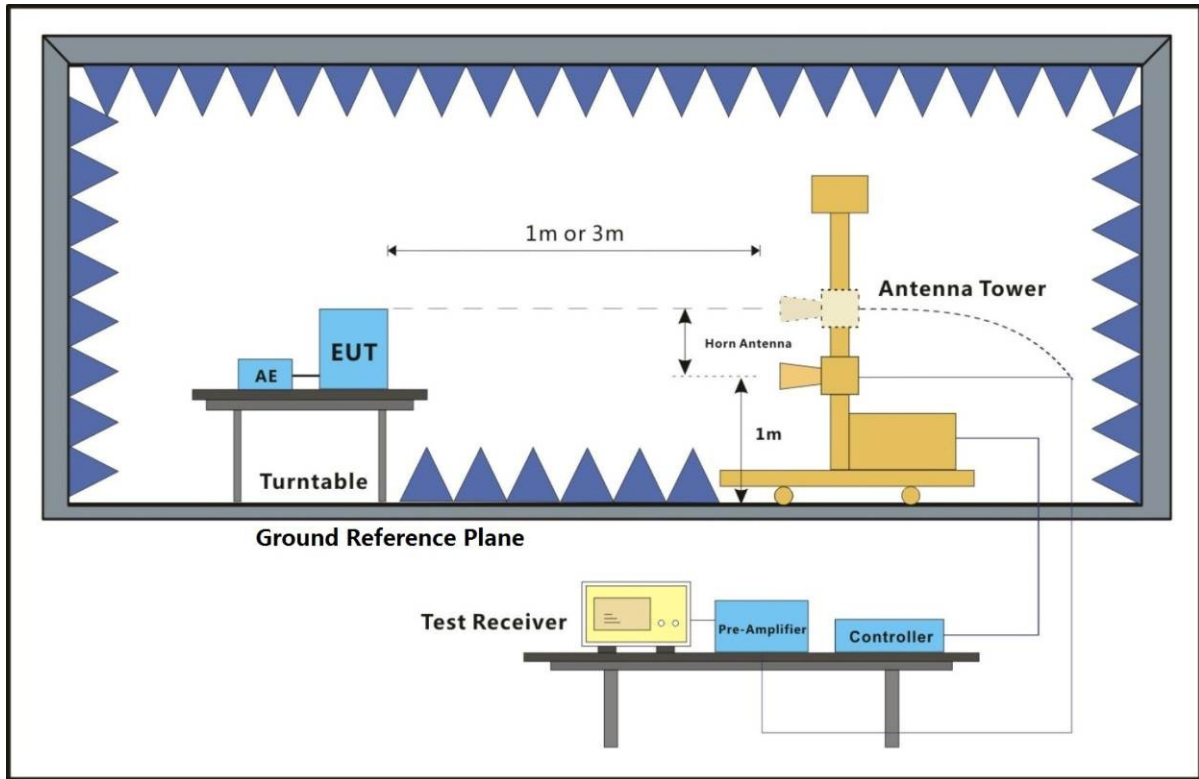 1m or 3m
Antenna Tower
Horn Antenna
EUT
AE
1m
Turntable
Ground Reference Plane
Test Receiver
Pre-Amplifier
Controller